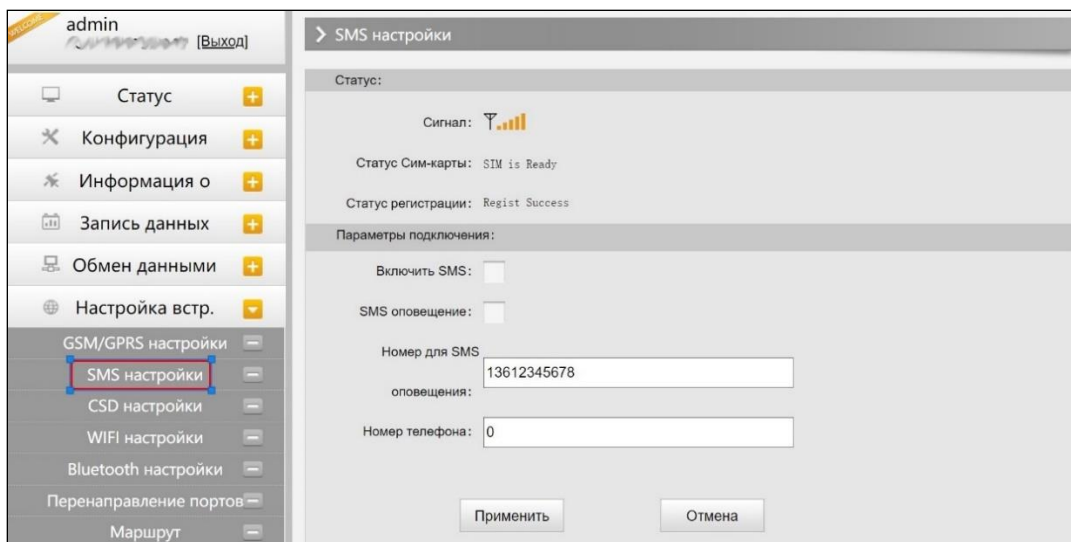 WELCOME
admin
[Выход]
Статус
Конфигурация
Информация о
Запись данных
Обмен данными
Настройка встр.
GSM/GPRS настройки
SMS настройки
CSD настройки
WIFI настройки
Bluetooth настройки
Перенаправление портов
Маршрут
SMS настройки
Статус:
Сигнал:
Статус Сим-карты: SIM is Ready
Статус регистрации: Regist Success
Параметры подключения:
Включить SMS:
SMS оповещение:
Номер для SMS
оповещения: 13612345678
Номер телефона: 0
Применить Отмена